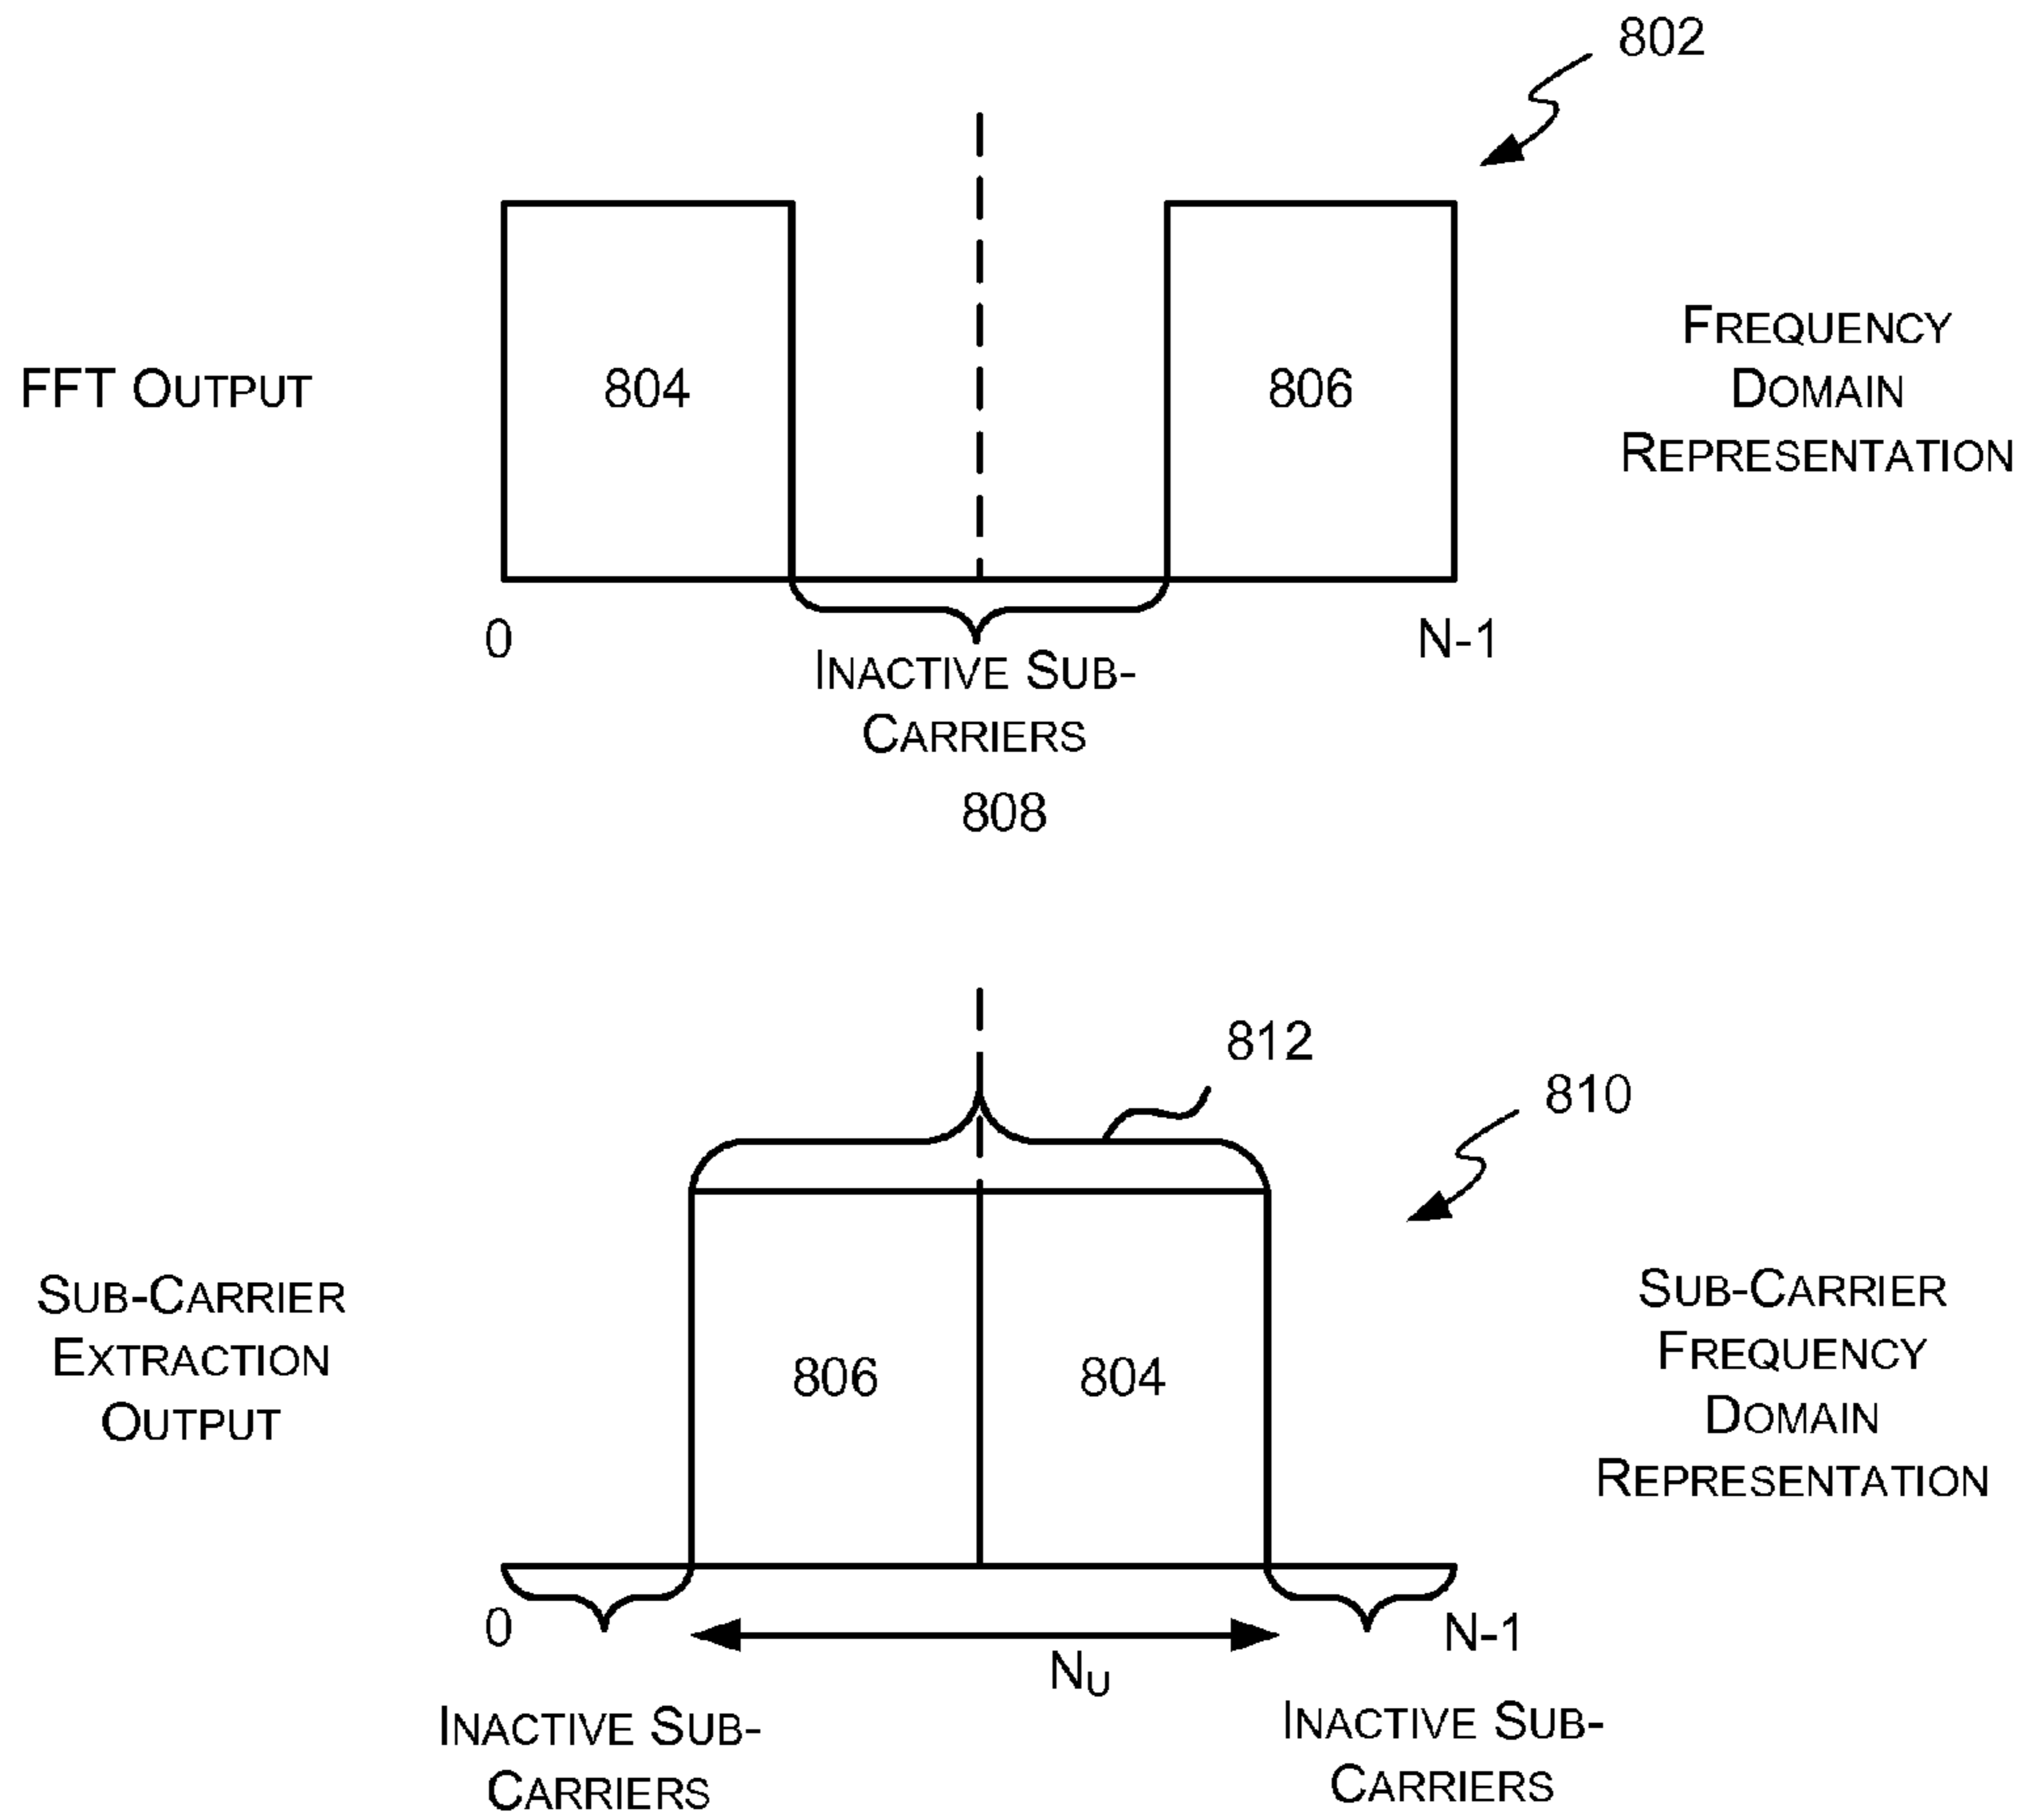 802
FFT OUTPUT
804
806
FREQUENCY
DOMAIN
REPRESENTATION
0
N-1
INACTIVE SUB-
CARRIERS
808
812
810
SUB-CARRIER
EXTRACTION
OUTPUT
806
804
SUB-CARRIER
FREQUENCY
DOMAIN
REPRESENTATION
0
NU
N-1
INACTIVE SUB-
CARRIERS
INACTIVE SUB-
CARRIERS